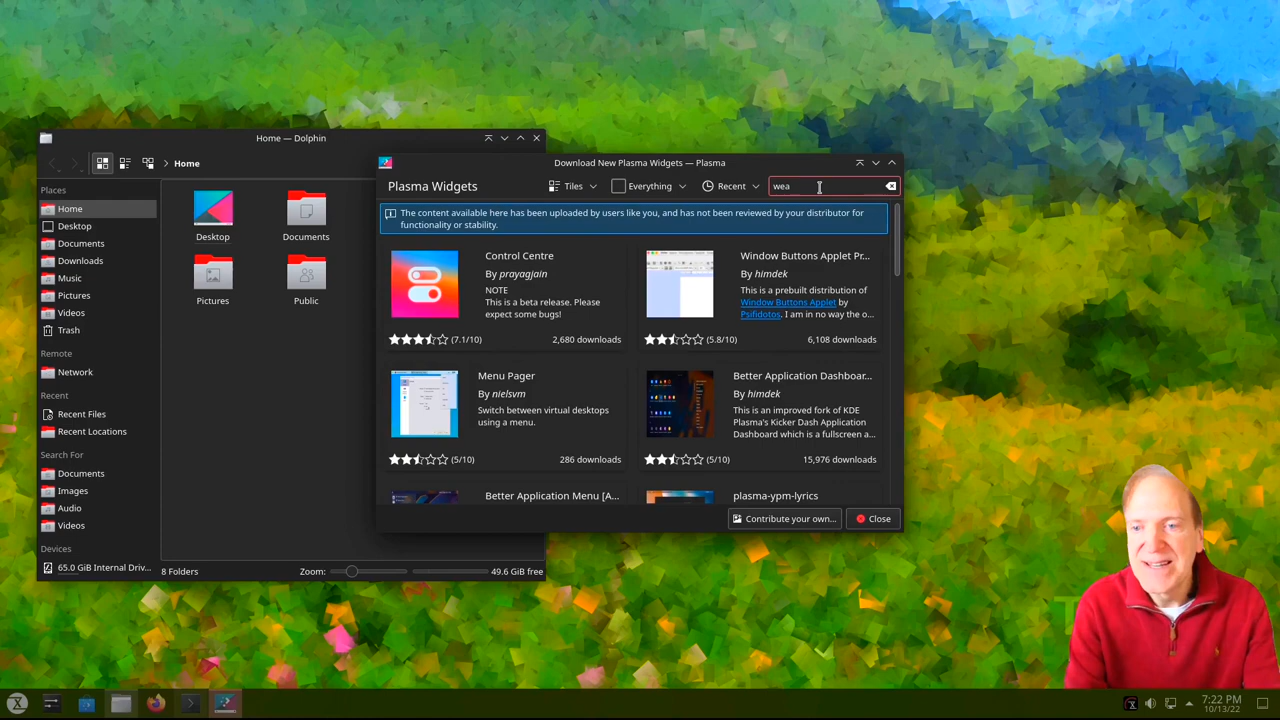 Home — Dolphin
Home
Places
Home
Desktop
Documents
Downloads
Music
Pictures
Videos
Trash
Remote
Network
Recent
Recent Files
Recent Locations
Search For
Documents
Images
Audio
Videos
Devices
65.0 GiB Internal Driv...
Desktop
Documents
Pictures
Public
8 Folders
Zoom:
49.6 GiB free
Download New Plasma Widgets — Plasma
Plasma Widgets
Tiles
Everything
Recent
wea
The content available here has been uploaded by users like you, and has not been reviewed by your distributor for
functionality or stability.
Control Centre
By prayagjain
NOTE
This is a beta release. Please
expect some bugs!
(7.1/10)
2,680 downloads
Window Buttons Applet Pr...
By himdek
This is a prebuilt distribution of
Window Buttons Applet by
Psifidotos. I am in no way the o...
(5.8/10)
6,108 downloads
Menu Pager
By nielsvm
Switch between virtual desktops
using a menu.
(5/10)
286 downloads
Better Application Dashboar...
By himdek
This is an improved fork of KDE
Plasma's Kicker Dash Application
Dashboard which is a fullscreen a...
(5/10)
15,976 downloads
Better Application Menu [A...
plasma-ypm-lyrics
Contribute your own...
Close
7:22 PM
10/13/22